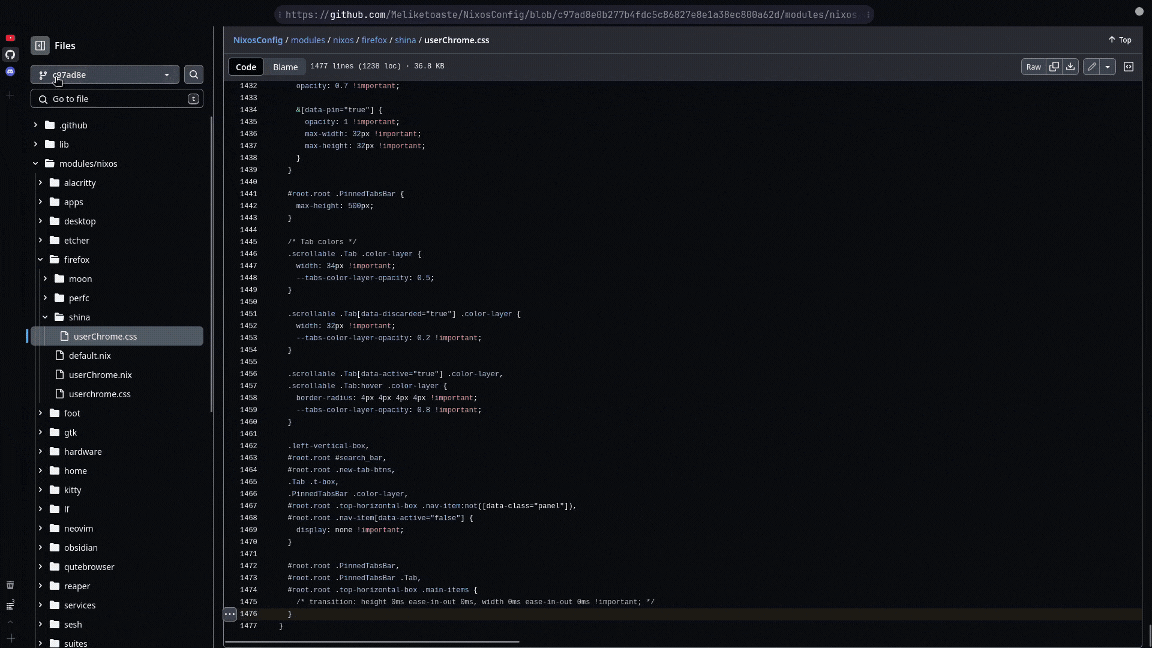 https://github.com/Meliketoaste/NixosConfig/blob/c97ad8e0b277b4fdc5c86827e8e1a38ec800a62d/modules/nixos
Files
c97ad8e
Go to file
t
.github
lib
modules/nixos
alacritty
apps
desktop
etcher
firefox
moon
perfc
shina
userChrome.css
default.nix
userChrome.nix
userchrome.css
foot
gtk
hardware
home
kitty
lf
neovim
obsidian
qutebrowser
reaper
services
sesh
suites
NixosConfig / modules / nixos / firefox / shina / userChrome.css
Top
Code Blame 1477 lines (1238 loc) · 36.8 KB
Raw
1432 opacity: 0.7 !important;
1433
1434 &[data-pin="true"] {
1435 opacity: 1 !important;
1436 max-width: 32px !important;
1437 max-height: 32px !important;
1438 }
1439 }
1440
1441 #root.root .PinnedTabsBar {
1442 max-height: 500px;
1443 }
1444
1445 /* Tab colors */
1446 .scrollable .Tab .color-layer {
1447 width: 34px !important;
1448 --tabs-color-layer-opacity: 0.5;
1449 }
1450
1451 .scrollable .Tab[data-discarded="true"] .color-layer {
1452 width: 32px !important;
1453 --tabs-color-layer-opacity: 0.2 !important;
1454 }
1455
1456 .scrollable .Tab[data-active="true"] .color-layer,
1457 .scrollable .Tab:hover .color-layer {
1458 border-radius: 4px 4px 4px 4px !important;
1459 --tabs-color-layer-opacity: 0.8 !important;
1460 }
1461
1462 .left-vertical-box,
1463 #root.root #search_bar,
1464 #root.root .new-tab-btns,
1465 .Tab .t-box,
1466 .PinnedTabsBar .color-layer,
1467 #root.root .top-horizontal-box .nav-item:not([data-class="panel"]),
1468 #root.root .nav-item[data-active="false"] {
1469 display: none !important;
1470 }
1471
1472 #root.root .PinnedTabsBar,
1473 #root.root .PinnedTabsBar .Tab,
1474 #root.root .top-horizontal-box .main-items {
1475 /* transition: height 0ms ease-in-out 0ms, width 0ms ease-in-out 0ms !important; */
1476 }
1477 }